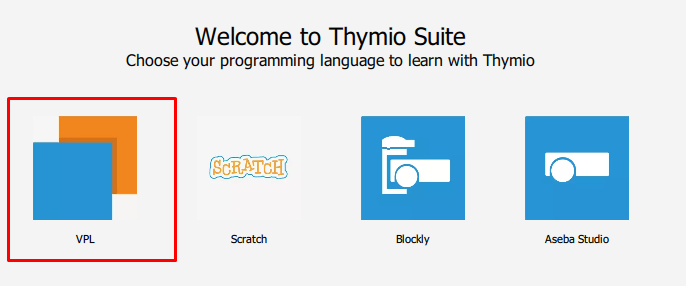 Welcome to Thymio Suite
Choose your programming language to learn with Thymio
SCRATCH
VPL
Scratch
Blockly
Aseba Studio